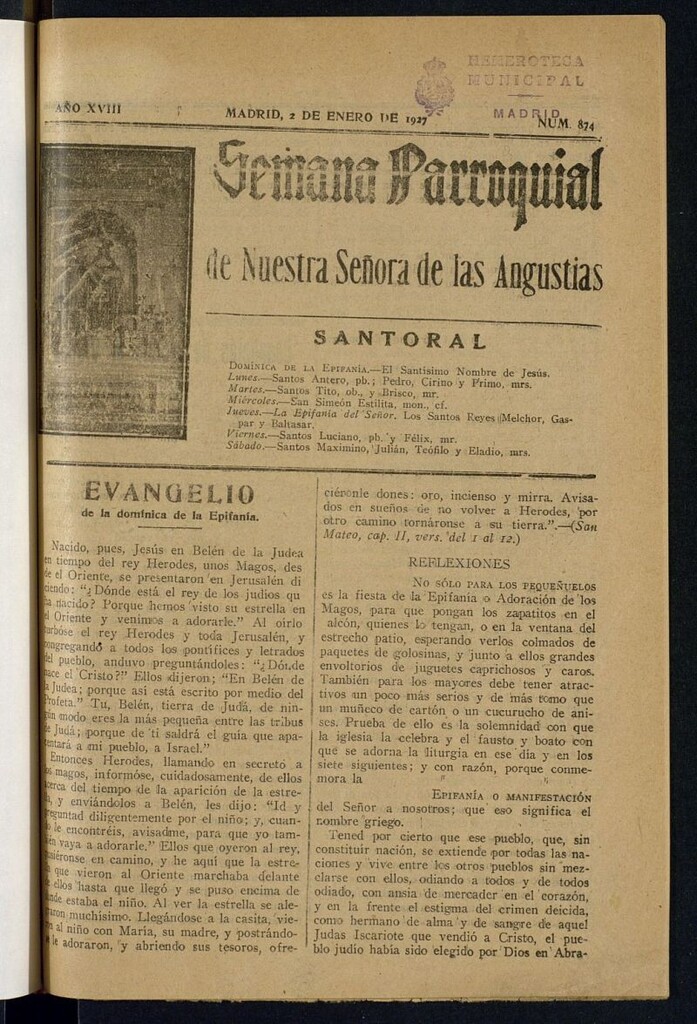 HEMEROTECA
MUNICIPAL
MADRID
AÑO XVIII
MADRID, 2 DE ENERO DE 1927
NUM. 874
Semana Parroquial
de Nuestra Señora de las Angustias
SANTORAL
DOMINICA DE LA EPIFANÍA.—El Santísimo Nombre de Jesús.
Lunes.—Santos Antero, pb.; Pedro, Cirino y Primo, mrs.
Martes.—Santos Tito, ob., y Brisco, mr.
Miércoles.—San Simeón Estilita, mon., cf.
Jueves.—La Epifanía del Señor. Los Santos Reyes Melchor, Gas-
par y Baltasar.
Viernes.—Santos Luciano, pb. y Félix, mr.
Sábado.—Santos Maximino, Julián, Teófilo y Eladio, mrs.
EVANGELIO
de la dominica de la Epifanía.
Nacido, pues, Jesús en Belén de la Judea
en tiempo del rey Herodes, unos Magos, des
de el Oriente, se presentaron en Jerusalén di
ciendo: "¿Dónde está el rey de los judíos qu
ha nacido? Porque hemos visto su estrella en
el Oriente y venimos a adorarle." Al oirlo
turbóse el rey Herodes y toda Jerusalén, y
congregando a todos los pontífices y letrados
del pueblo, anduvo preguntándoles: "¿Dónde
nace el Cristo?" Ellos dijeron; "En Belén de
Judea; porque así está escrito por medio del
Profeta." Tu, Belén, tierra de Judá, de nin-
gún modo eres la más pequeña entre las tribus
de Judá; porque de ti saldrá el guía que apa-
centará a mi pueblo, a Israel."
Entonces Herodes, llamando en secreto a
los magos, informóse, cuidadosamente, de ellos
acerca del tiempo de la aparición de la estre-
lla, y enviándolos a Belén, les dijo: "Id y
preguntad diligentemente por el niño; y, cuan-
do le encontréis, avisadme, para que yo tam-
bién vaya a adorarle." Ellos que oyeron al rey,
pusiéronse en camino, y he aquí que la estre-
lla que vieron al Oriente marchaba delante
de ellos hasta que llegó y se puso encima de
donde estaba el niño. Al ver la estrella se ale-
graron muchísimo. Llegándose a la casita, vie-
ron al niño con María, su madre, y postrándo-
se le adoraron, y abriendo sus tesoros, ofre-
ciéronle dones: oro, incienso y mirra. Avisa-
dos en sueños de no volver a Herodes, por
otro camino tornáronse a su tierra.".—(San
Mateo, cap. II, vers. del 1 al 12.)
REFLEXIONES
NO SÓLO PARA LOS PEQUEÑUELOS
es la fiesta de la Epifanía o Adoración de los
Magos, para que pongan los zapatitos en el
alcón, quienes lo tengan, o en la ventana del
estrecho patio, esperando verlos colmados de
paquetes de golosinas, y junto a ellos grandes
envoltorios de juguetes caprichosos y caros.
También para los mayores debe tener atrac-
tivos un poco más serios y de más tomo que
un muñeco de cartón o un cucurucho de aní-
ses. Prueba de ello es la solemnidad con que
la iglesia la celebra y el fausto y boato con
que se adorna la liturgia en ese día y en los
siete siguientes; y con razón, porque conme-
mora la
EPIFANÍA O MANIFESTACIÓN
del Señor a nosotros; que eso significa el
nombre griego.
Tened por cierto que ese pueblo, que, sin
constituir nación, se extiende por todas las na-
ciones y vive entre los otros pueblos sin mez-
clarse con ellos, odiando a todos y de todos
odiado, con ansia de mercader en el corazón,
y en la frente el estigma del crimen deicida,
como hermano de alma y de sangre de aquel
Judas Iscariote que vendió a Cristo, el pue-
blo judío había sido elegido por Dios en Abra-